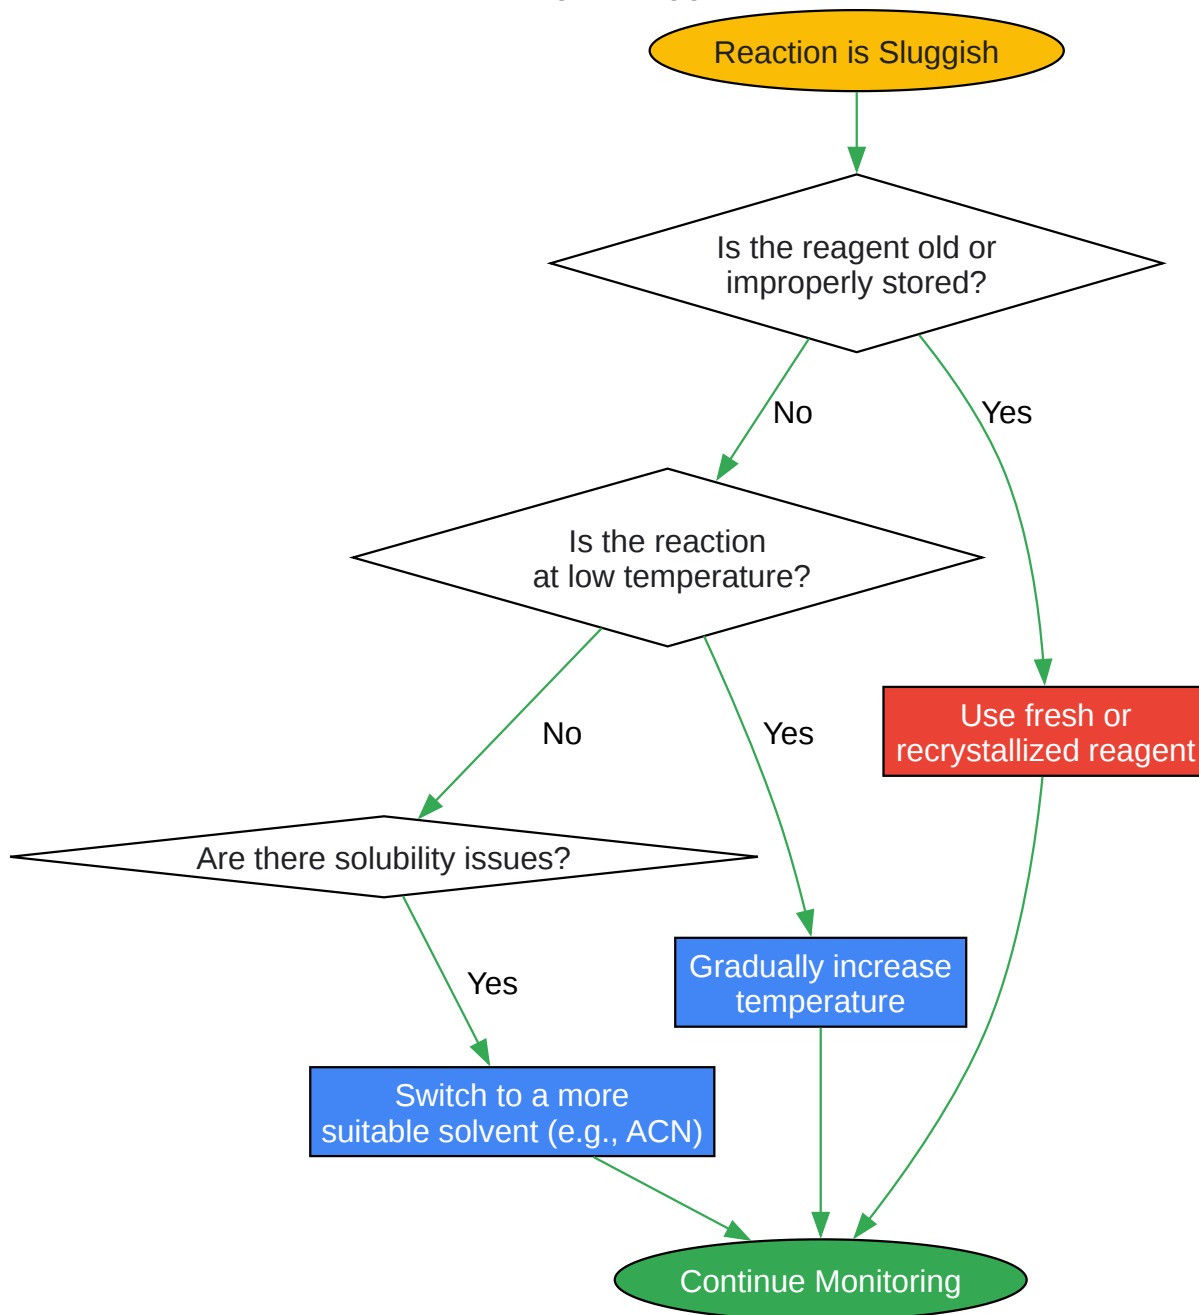 Reaction is Sluggish
Is the reagent old or
improperly stored?
No
Yes
Is the reaction
at low temperature?
No
Yes
Use fresh or
recrystallized reagent
Are there solubility issues?
Yes
Gradually increase
temperature
Switch to a more
suitable solvent (e.g., ACN)
Continue Monitoring